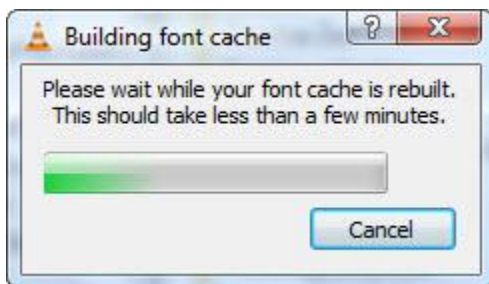 Building font cache
?
X
Please wait while your font cache is rebuilt.
This should take less than a few minutes.
Cancel